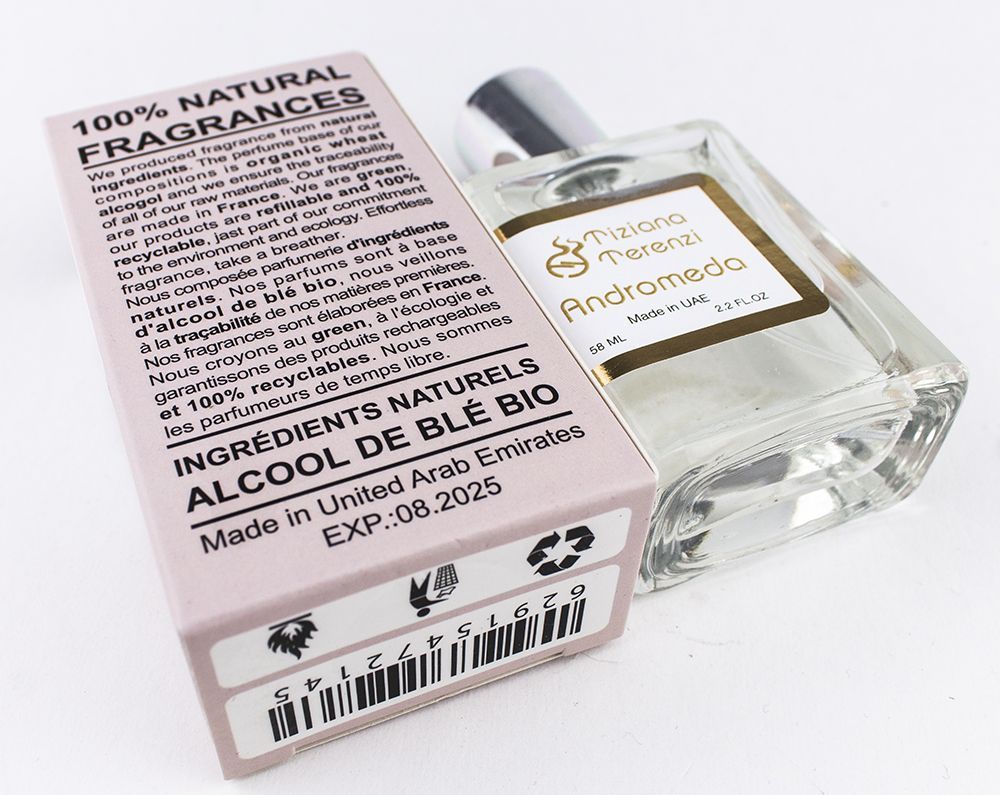 100% NATURAL
FRAGRANCES
We produced fragrance from natural
ingredients. The perfume base of our
compositions is organic wheat
alcogol and we ensure the traceability
of all of our raw materials. Our fragrances
are made in France. We are green,
our products are refillable and 100%
recyclable, jast part of our commitment
to the environment and ecology. Effortless
fragrance, take a breather.
Nous composée parfumerie d'ingrédients
naturels. Nos parfums sont à base
d'alcool de blé bio, nous veillons
à la traçabilité de nos matières premières.
Nos fragrances sont élaborées en France.
Nous croyons au green, à l'écologie et
garantissons des produits rechargeables
et 100% recyclables. Nous sommes
les parfumeurs de temps libre.
INGRÉDIENTS NATURELS
ALCOOL DE BLÉ BIO
Made in United Arab Emirates
EXP.:08.2025
6291547214​5
Tiziana
Terenzi
Andromeda
Made in UAE
58 ML 2.2 FL.OZ